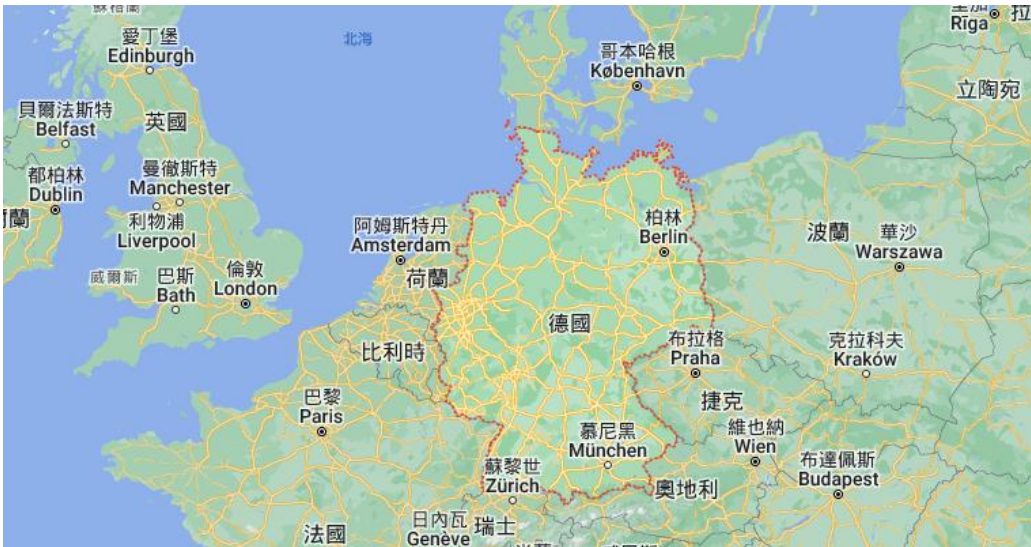 愛丁堡
Edinburgh
北海
哥本哈根
København
Rīga
拉
立陶宛
貝爾法斯特
Belfast
英國
都柏林
Dublin
曼徹斯特
Manchester
利物浦
Liverpool
威爾斯
巴斯
Bath
倫敦
London
阿姆斯特丹
Amsterdam
荷蘭
柏林
Berlin
波蘭
華沙
Warszawa
德國
比利時
布拉格
Praha
克拉科夫
Kraków
巴黎
Paris
捷克
慕尼黑
München
維也納
Wien
蘇黎世
Zürich
奧地利
布達佩斯
Budapest
法國
日內瓦
Genève
瑞士